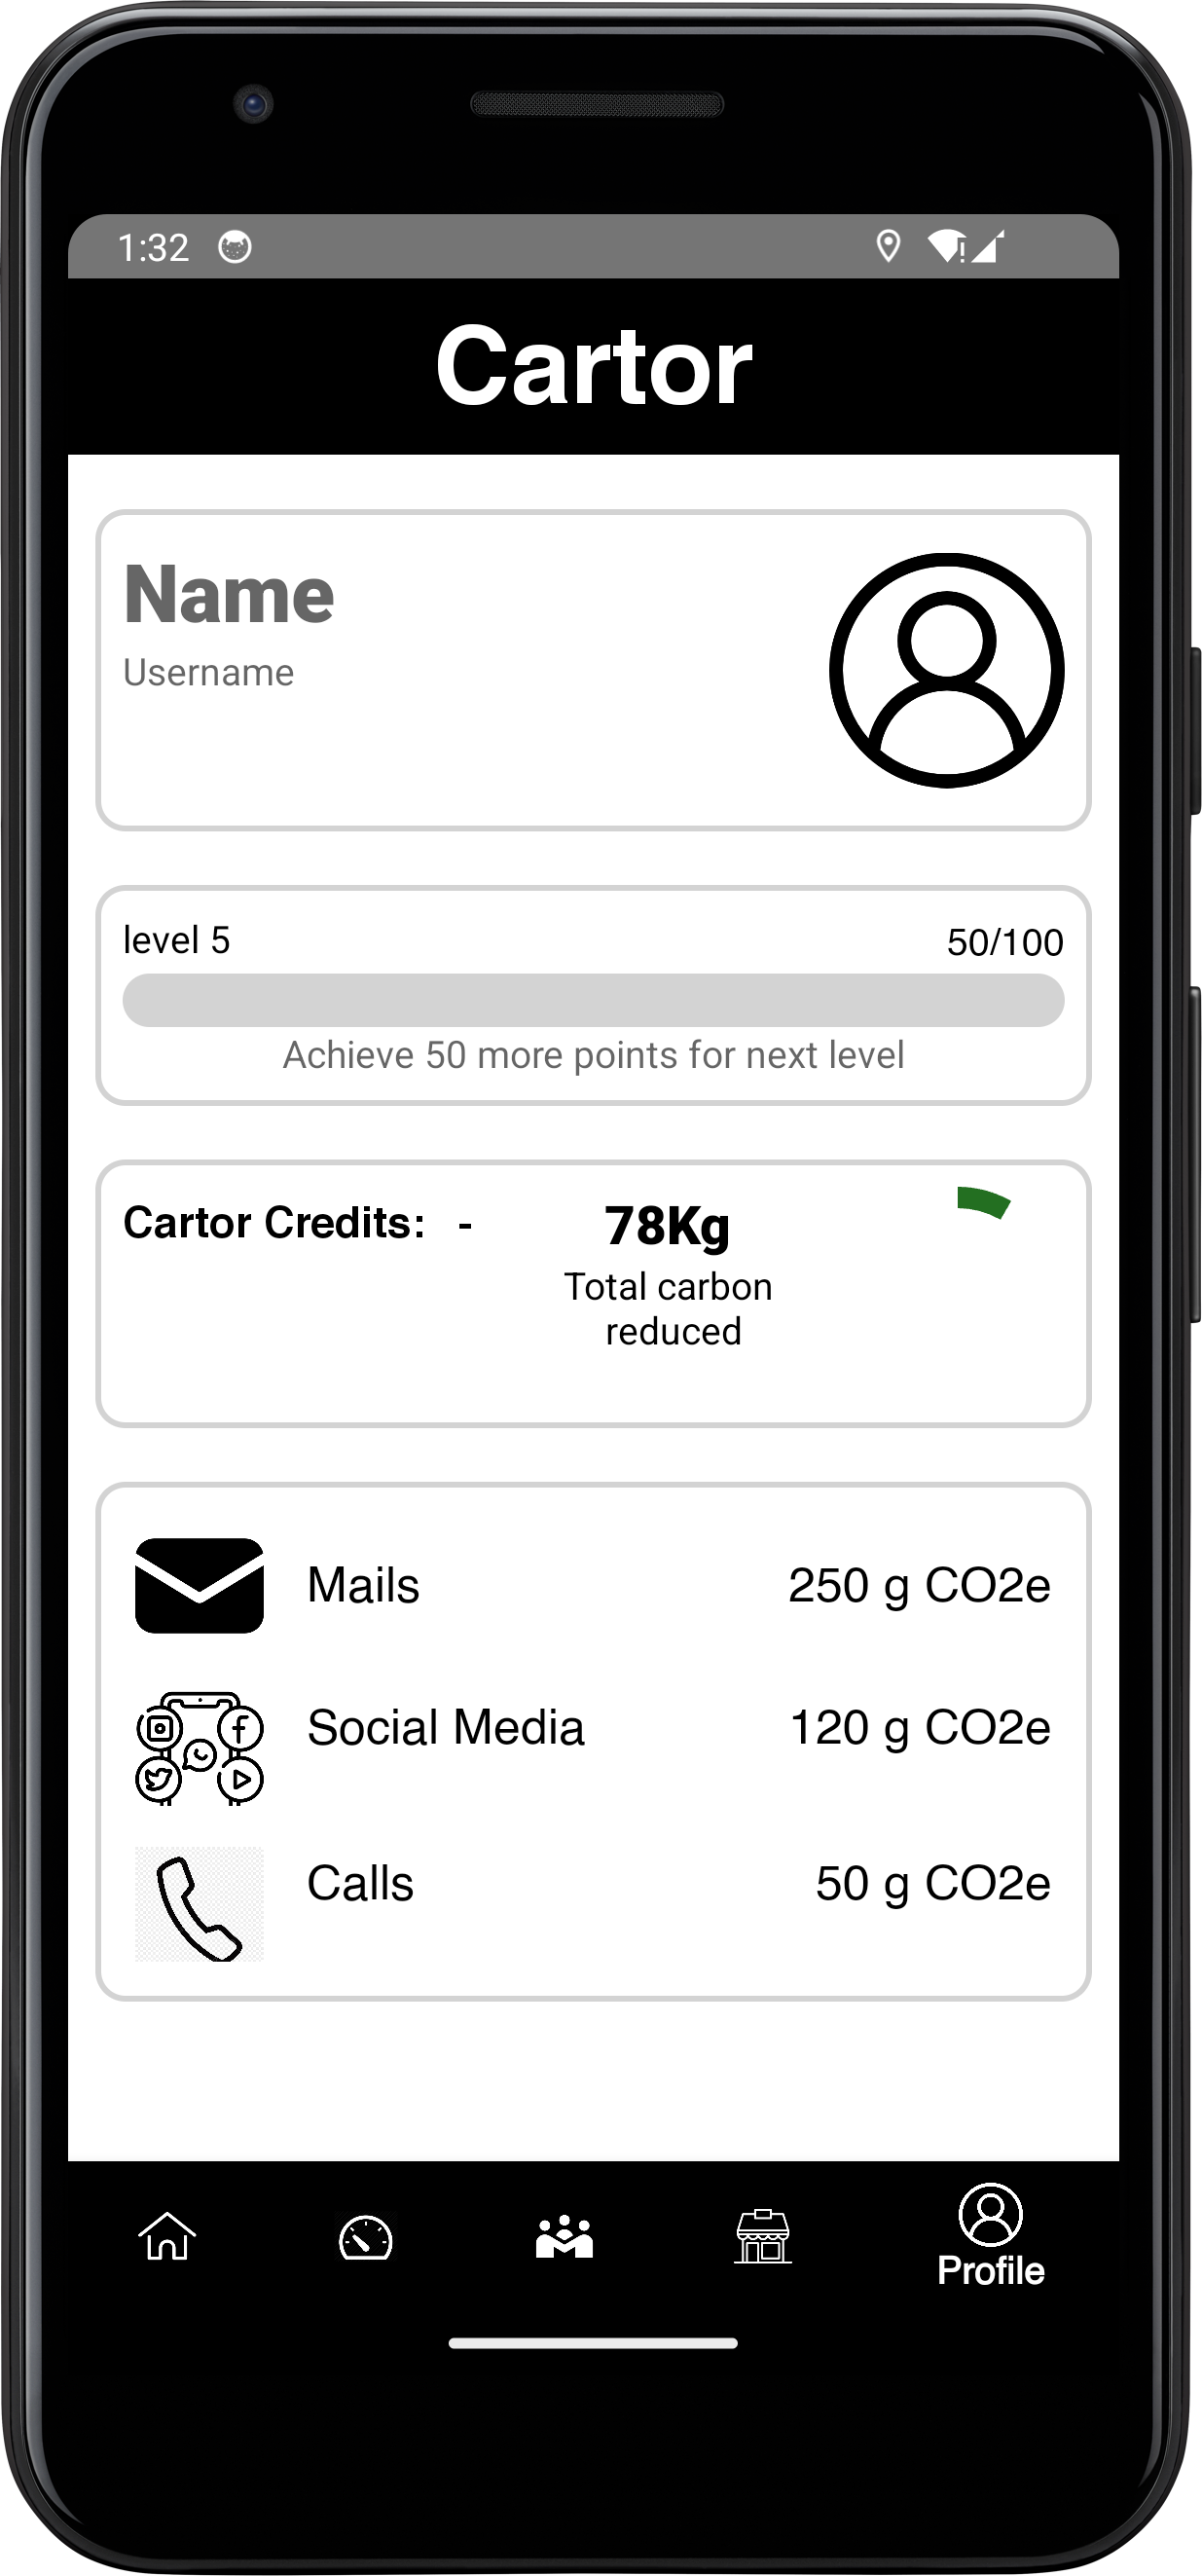 1:32
Cartor
Name
Username
level 5 50/100
Achieve 50 more points for next level
Cartor Credits: - 78Kg
Total carbon
reduced
Mails 250 g CO2e
Social Media 120 g CO2e
Calls 50 g CO2e
Profile